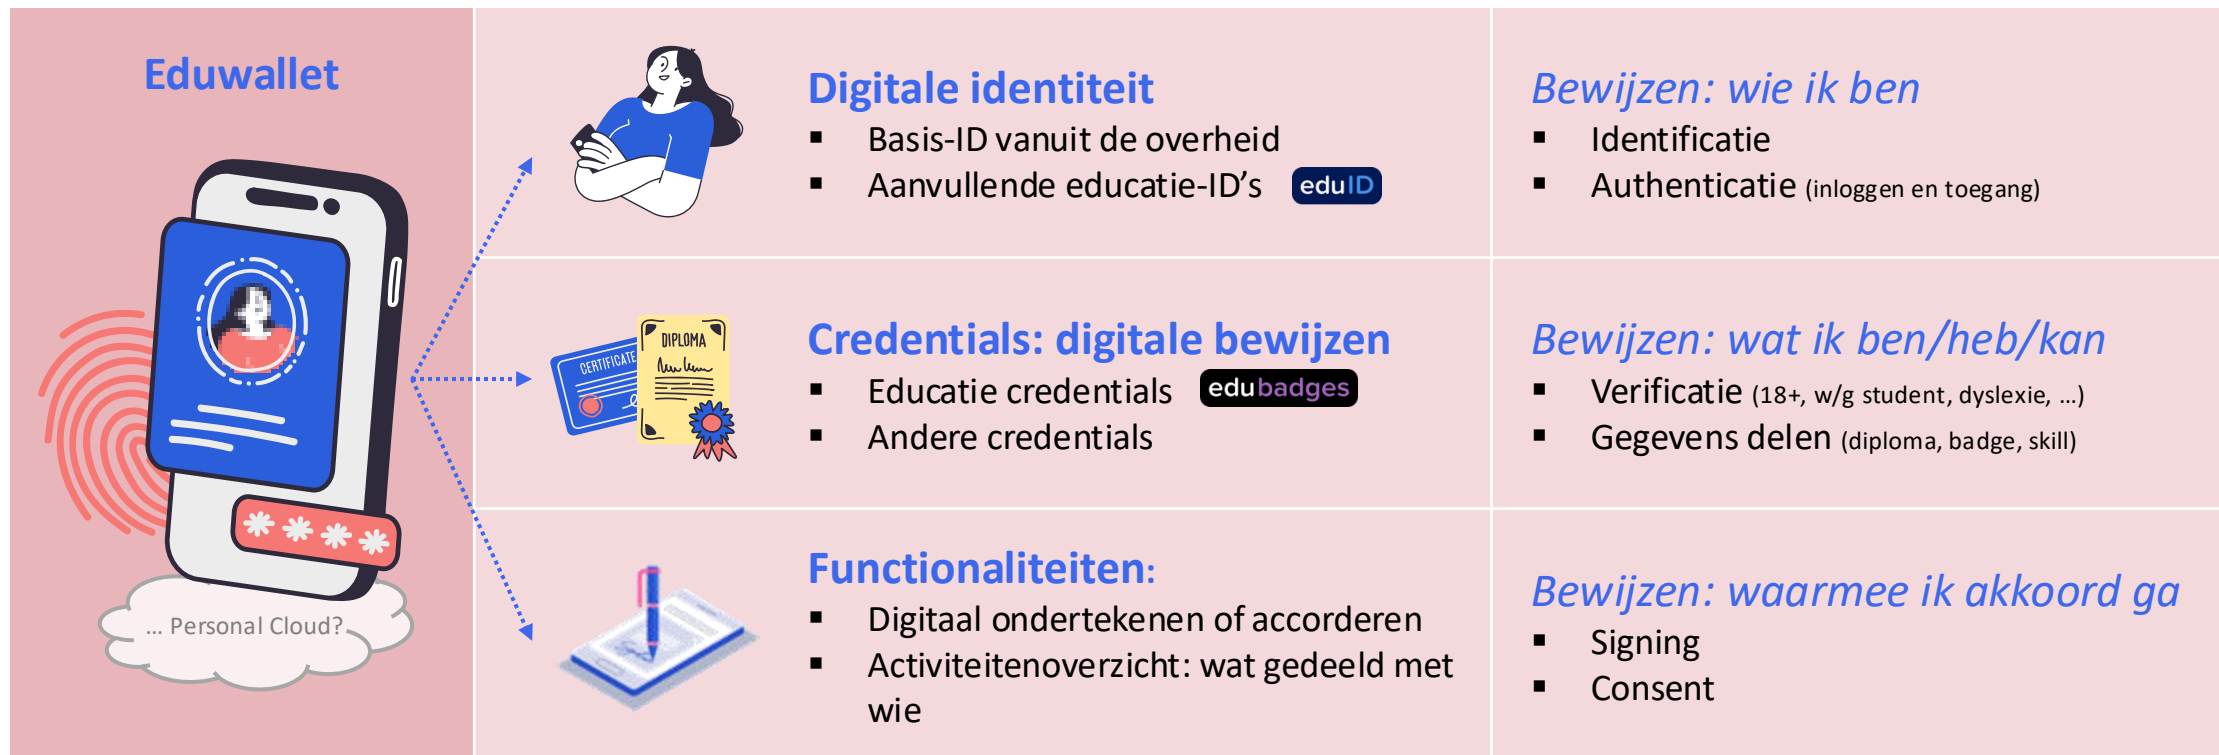 Eduwallet
... Personal Cloud?
Digitale identiteit
▪ Basis-ID vanuit de overheid
▪ Aanvullende educatie-ID’s eduID
Bewijzen: wie ik ben
▪ Identificatie
▪ Authenticatie (inloggen en toegang)
CERTIFICATE
DIPLOMA
Credentials: digitale bewijzen
▪ Educatie credentials edubadges
▪ Andere credentials
Bewijzen: wat ik ben/heb/kan
▪ Verificatie (18+, w/g student, dyslexie, …)
▪ Gegevens delen (diploma, badge, skill)
Functionaliteiten:
▪ Digitaal ondertekenen of accorderen
▪ Activiteitenoverzicht: wat gedeeld met
wie
Bewijzen: waarmee ik akkoord ga
▪ Signing
▪ Consent